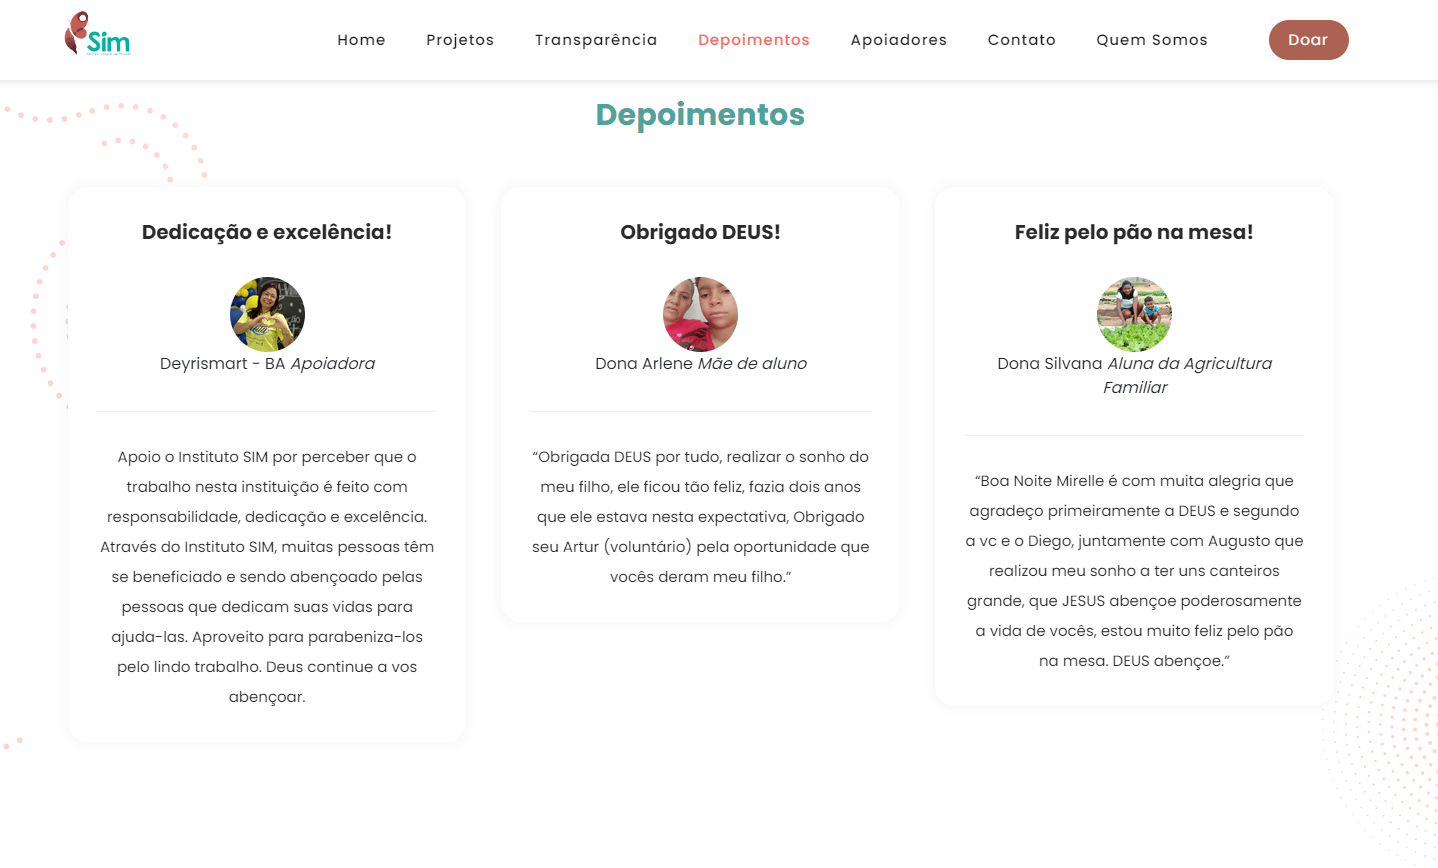 Sim
Home
Projetos
Transparência
Depoimentos
Apoiadores
Contato
Quem Somos
Doar
Depoimentos
Dedicação e excelência!
Deyrismart - BA Apoiadora
Apoio o Instituto SIM por perceber que o
trabalho nesta instituição é feito com
responsabilidade, dedicação e excelência.
Através do Instituto SIM, muitas pessoas têm
se beneficiado e sendo abençoado pelas
pessoas que dedicam suas vidas para
ajuda-las. Aproveito para parabeniza-los
pelo lindo trabalho. Deus continue a vos
abençoar.
Obrigado DEUS!
Dona Arlene Mãe de aluno
“Obrigada DEUS por tudo, realizar o sonho do
meu filho, ele ficou tão feliz, fazia dois anos
que ele estava nesta expectativa, Obrigado
seu Artur (voluntário) pela oportunidade que
vocês deram meu filho.”
Feliz pelo pão na mesa!
Dona Silvana Aluna da Agricultura
Familiar
“Boa Noite Mirelle é com muita alegria que
agradeço primeiramente a DEUS e segundo
a vc e o Diego, juntamente com Augusto que
realizou meu sonho a ter uns canteiros
grande, que JESUS abençoe poderosamente
a vida de vocês, estou muito feliz pelo pão
na mesa. DEUS abençoe.”